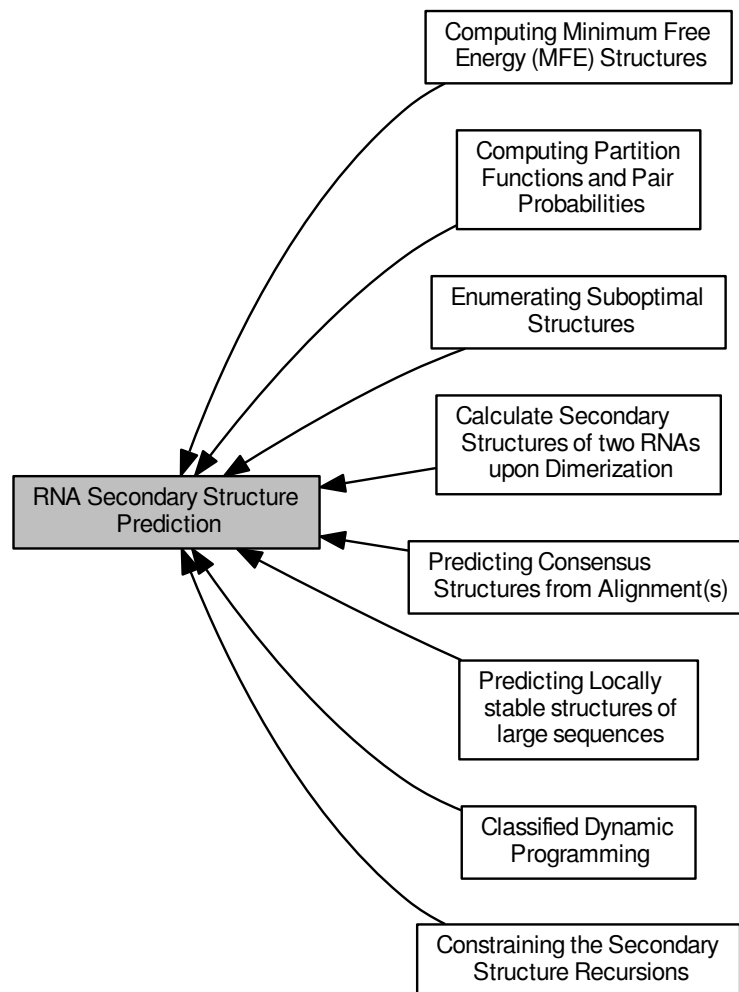 Computing Minimum Free
Energy (MFE) Structures
Computing Partition
Functions and Pair
Probabilities
Enumerating Suboptimal
Structures
Calculate Secondary
Structures of two RNAs
upon Dimerization
RNA Secondary Structure
Prediction
Predicting Consensus
Structures from Alignment(s)
Predicting Locally
stable structures of
large sequences
Classified Dynamic
Programming
Constraining the Secondary
Structure Recursions